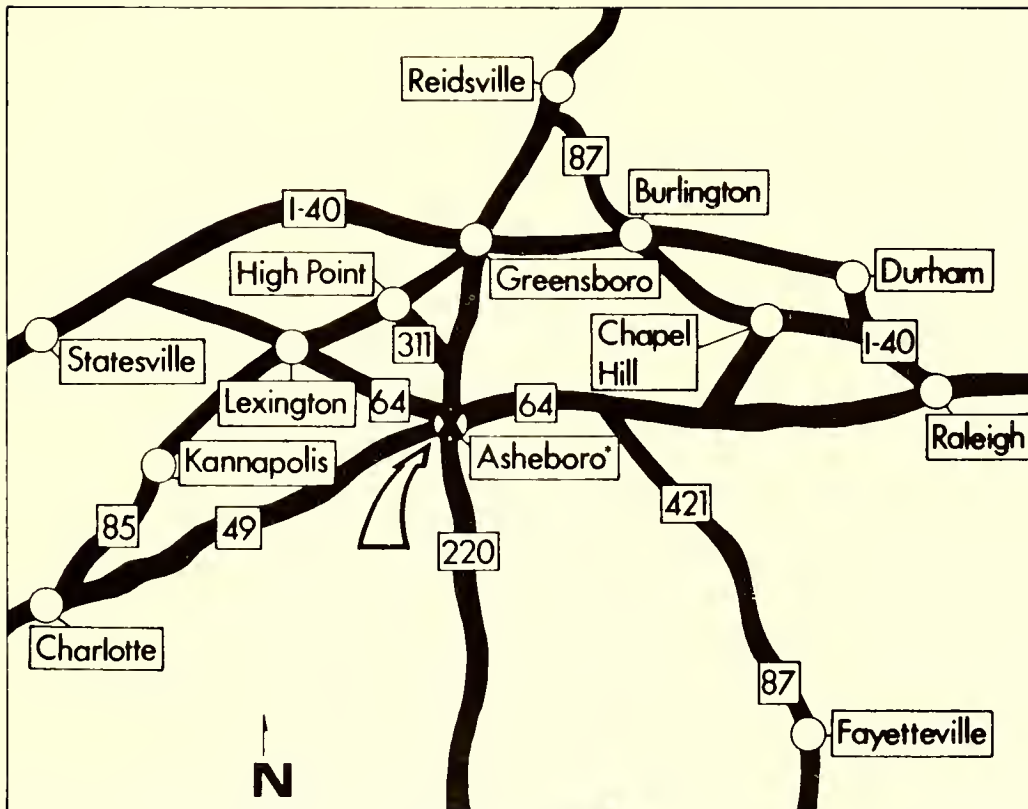 Reidsville
87
Burlington
I-40
High Point
Greensboro
Durham
Statesville
311
Chapel
Hill
I-40
Lexington
64
64
Raleigh
Kannapolis
Asheboro*
85
49
220
421
Charlotte
87
Fayetteville
N